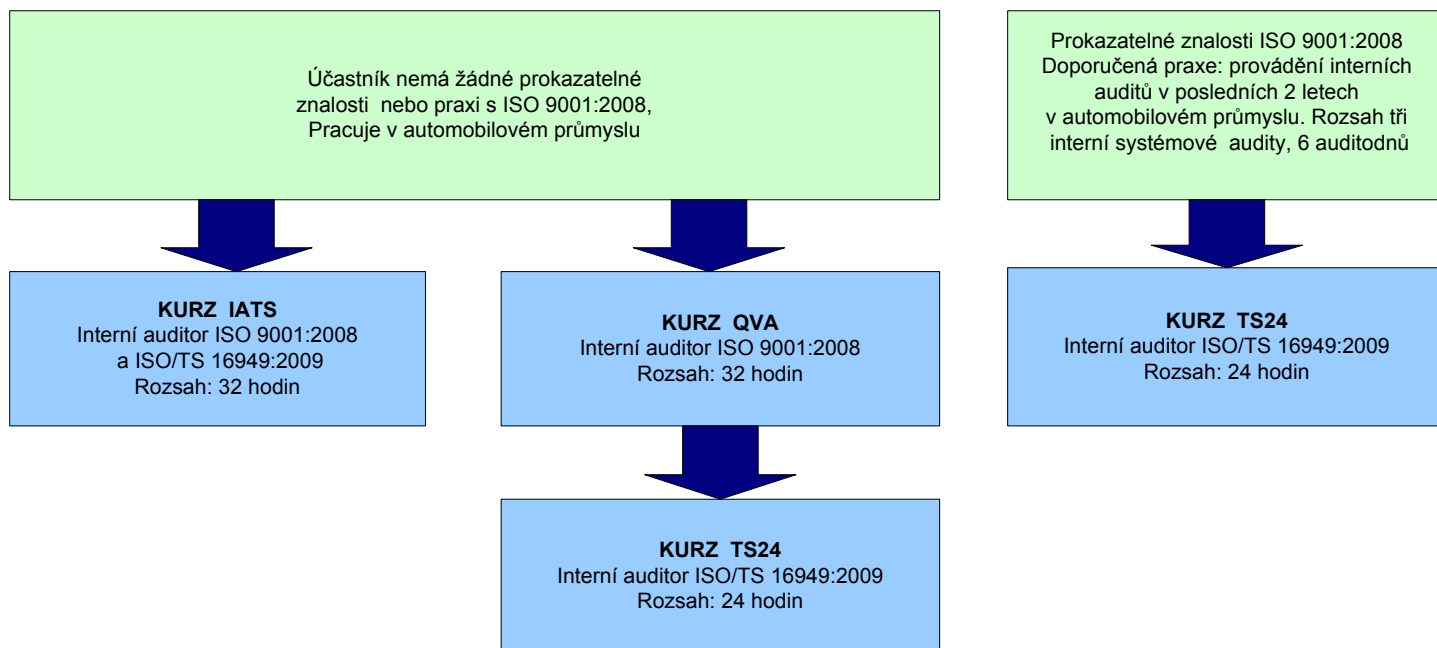 Účastník nemá žádné prokazatelné
znalosti nebo praxi s ISO 9001:2008,
Pracuje v automobilovém průmyslu
Prokazatelné znalosti ISO 9001:2008
Doporučená praxe: provádění interních
auditů v posledních 2 letech
v automobilovém průmyslu. Rozsah tři
interní systémové audity, 6 auditodnů
KURZ IATS
Interní auditor ISO 9001:2008
a ISO/TS 16949:2009
Rozsah: 32 hodin
KURZ QVA
Interní auditor ISO 9001:2008
Rozsah: 32 hodin
KURZ TS24
Interní auditor ISO/TS 16949:2009
Rozsah: 24 hodin
KURZ TS24
Interní auditor ISO/TS 16949:2009
Rozsah: 24 hodin